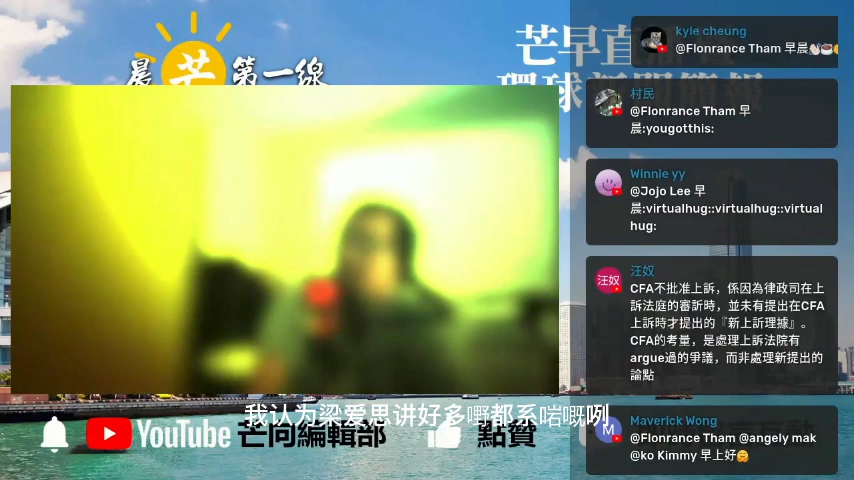 晨 芒 第一線
芒早直
環球新聞簡報
kyle cheung
@Flonrance Tham 早晨
村民
@Flonrance Tham 早
晨:yougotthis:
Winnie yy
@Jojo Lee 早
晨:virtualhug::virtualhug::virtual
hug:
汪奴
汪奴
CFA不批准上訴，係因為律政司在上
訴法庭的審訢時，並未有提出在CFA
上訴時才提出的『新上訢理據』。
CFA的考量，是處理上訴法院有
argue過的爭議，而非處理新提出的
論點
M
Maverick Wong
@Flonrance Tham @angely mak
@ko Kimmy 早上好
我认为梁爱思讲好多嘢都系啱嘅咧
YouTube 芒向編輯部 點贊